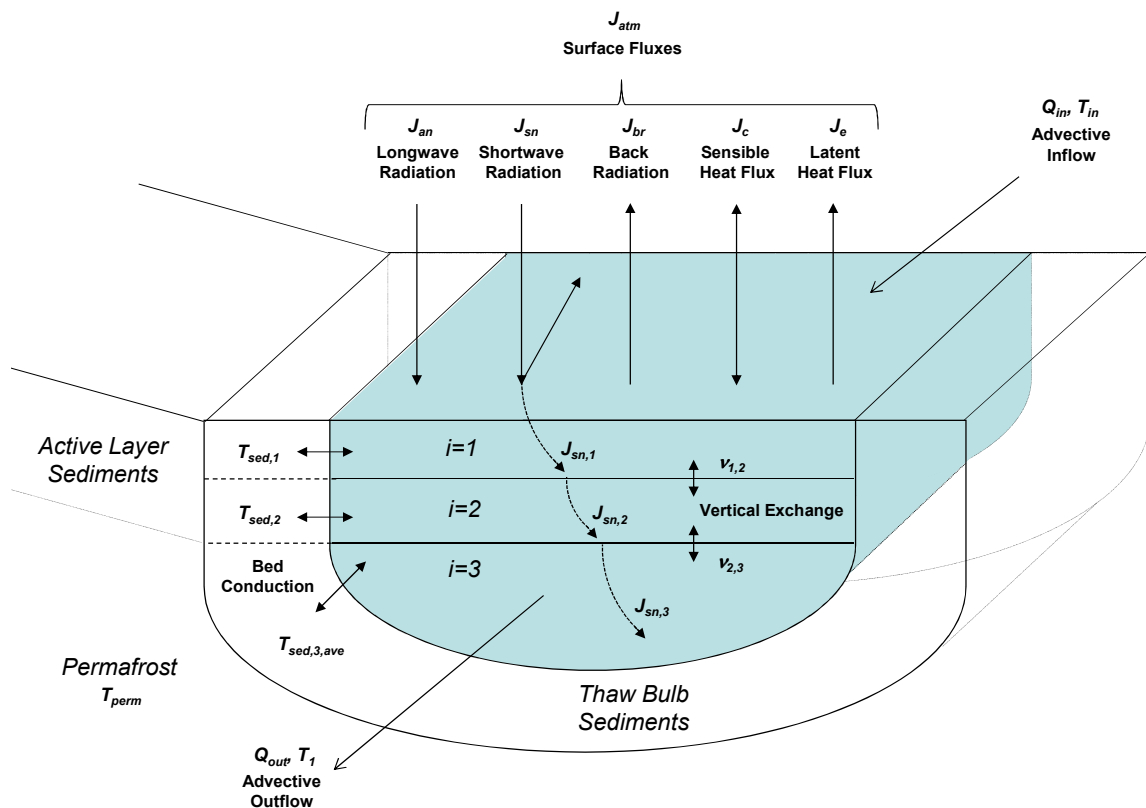 J_atm
Surface Fluxes
J_an
Longwave
Radiation
J_sn
Shortwave
Radiation
J_br
Back
Radiation
J_c
Sensible
Heat Flux
J_e
Latent
Heat Flux
Q_in, T_in
Advective
Inflow
Active Layer
Sediments
T_sed,1
i=1
J_sn,1
v_1,2
T_sed,2
i=2
J_sn,2
Vertical Exchange
Bed
Conduction
i=3
v_2,3
J_sn,3
T_sed,3,ave
Permafrost
T_perm
Thaw Bulb
Sediments
Q_out, T_1
Advective
Outflow